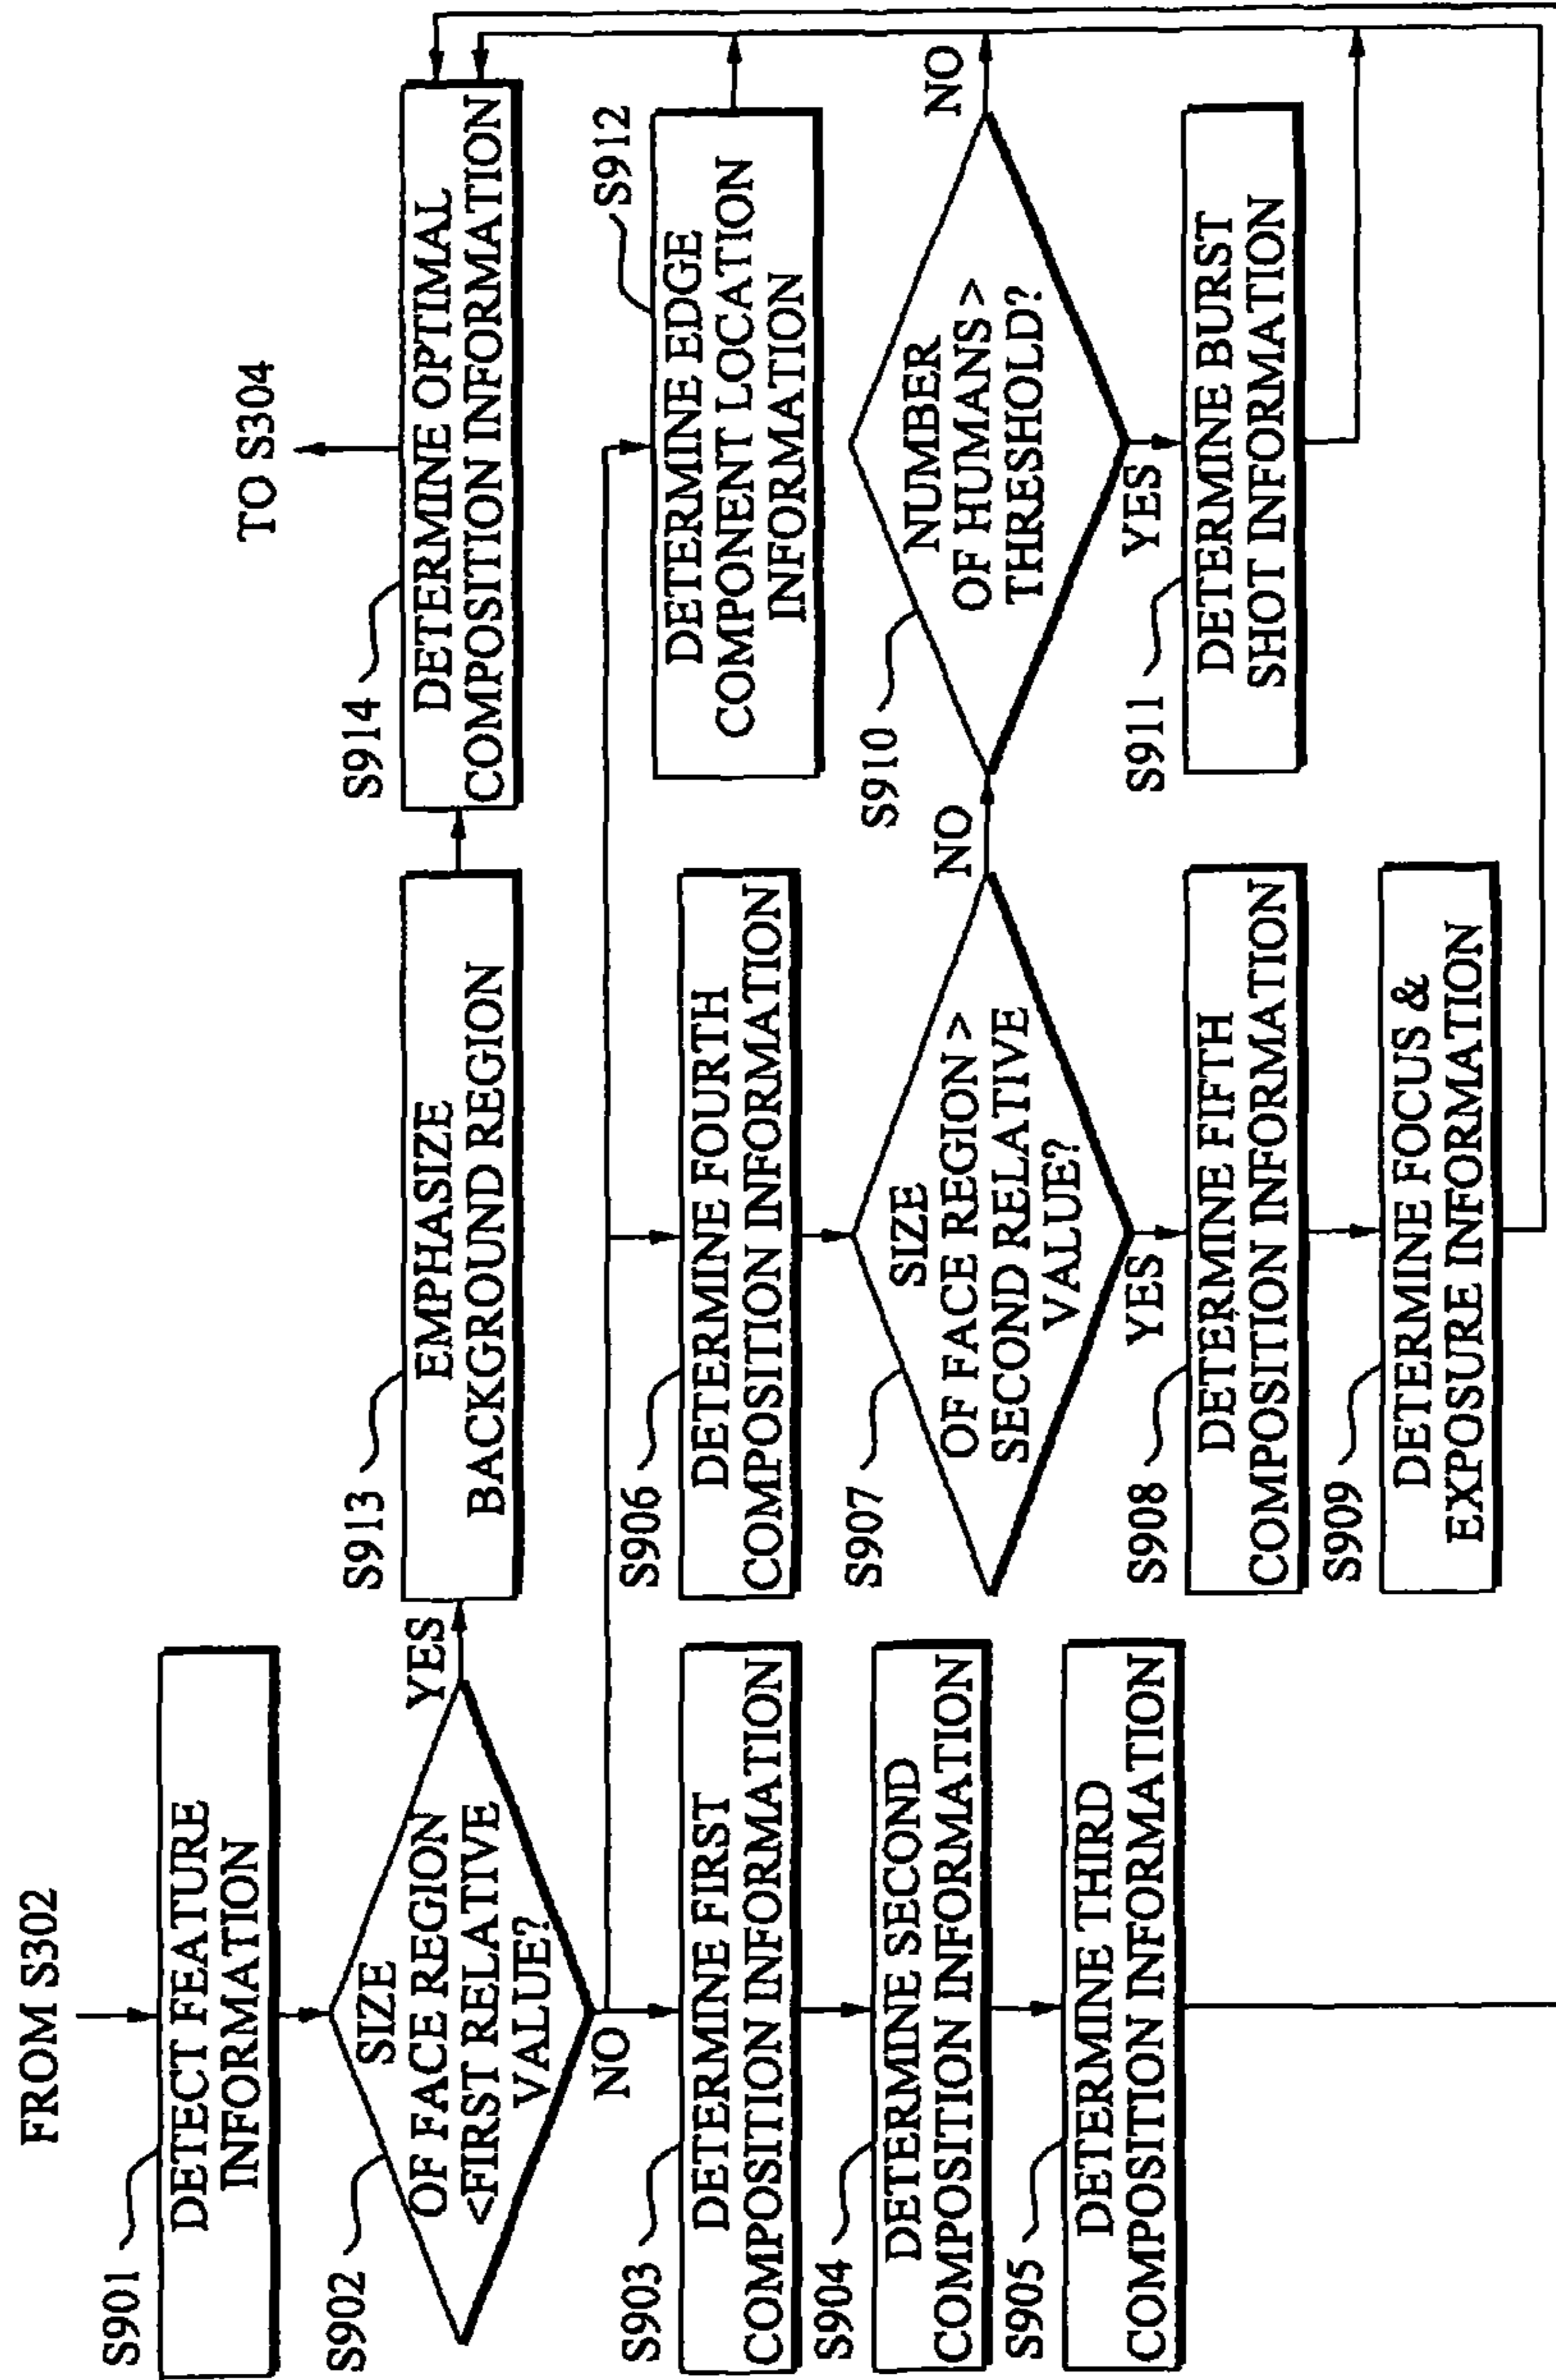 FROM S302
S901
DETECT FEATURE
INFORMATION
S902
SIZE
OF FACE REGION
<FIRST RELATIVE
VALUE?
YES
NO
S903
DETERMINE FIRST
COMPOSITION INFORMATION
S904
DETERMINE SECOND
COMPOSITION INFORMATION
S905
DETERMINE THIRD
COMPOSITION INFORMATION
S913
EMPHASIZE
BACKGROUND REGION
S906
DETERMINE FOURTH
COMPOSITION INFORMATION
S907
SIZE
OF FACE REGION >
SECOND RELATIVE
VALUE?
NO
YES
S908
DETERMINE FIFTH
COMPOSITION INFORMATION
S909
DETERMINE FOCUS &
EXPOSURE INFORMATION
TO S304
S914
DETERMINE OPTIMAL
COMPOSITION INFORMATION
S912
DETERMINE EDGE
COMPONENT LOCATION
INFORMATION
S910
NUMBER
OF HUMANS >
THRESHOLD?
NO
YES
S911
DETERMINE BURST
SHOT INFORMATION